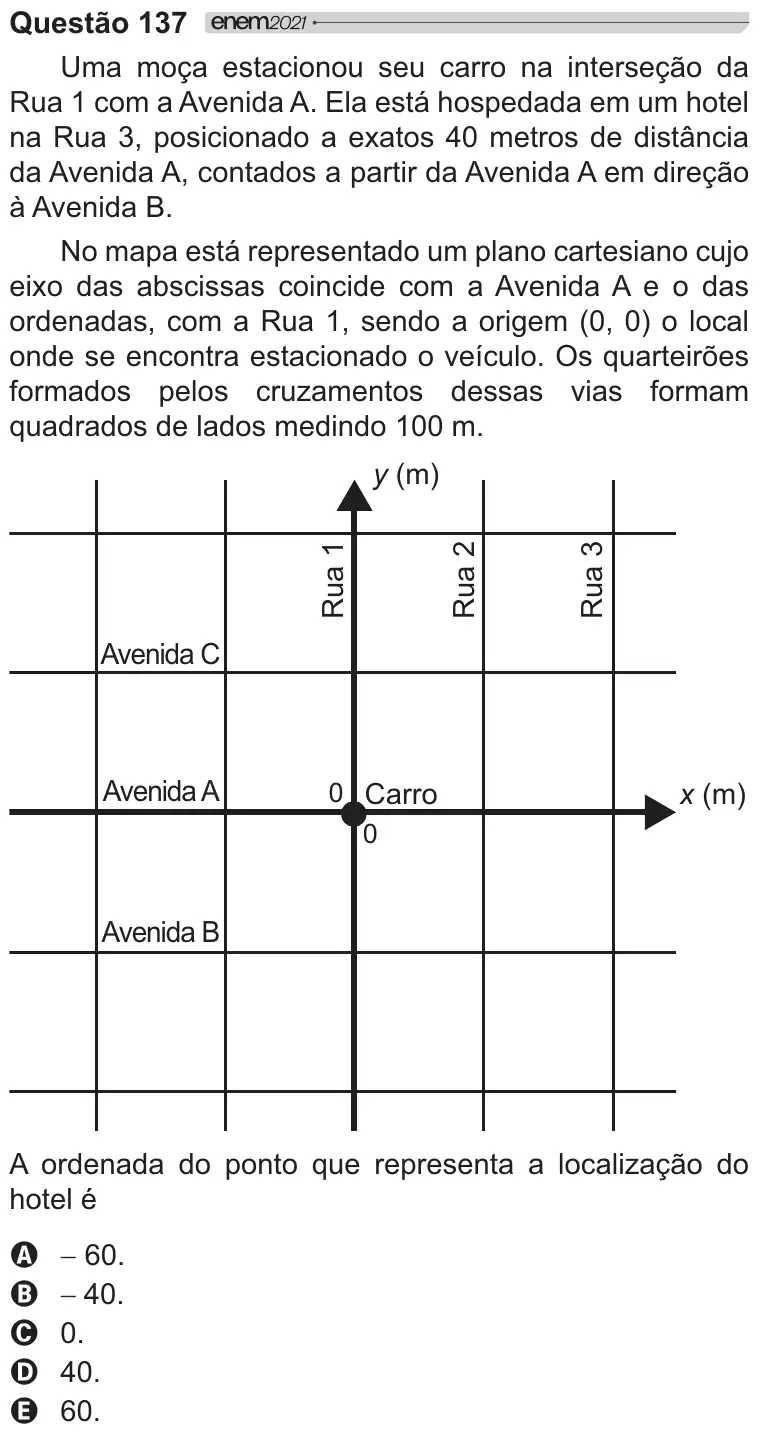 Questão 137 enem2021
Uma moça estacionou seu carro na interseção da
Rua 1 com a Avenida A. Ela está hospedada em um hotel
na Rua 3, posicionado a exatos 40 metros de distância
da Avenida A, contados a partir da Avenida A em direção
à Avenida B.
No mapa está representado um plano cartesiano cujo
eixo das abscissas coincide com a Avenida A e o das
ordenadas, com a Rua 1, sendo a origem (0, 0) o local
onde se encontra estacionado o veículo. Os quarteirões
formados pelos cruzamentos dessas vias formam
quadrados de lados medindo 100 m.
y (m)
Rua 1
Rua 2
Rua 3
Avenida C
Avenida A
0
Carro
x (m)
0
Avenida B
A ordenada do ponto que representa a localização do
hotel é
A – 60.
B – 40.
C 0.
D 40.
E 60.